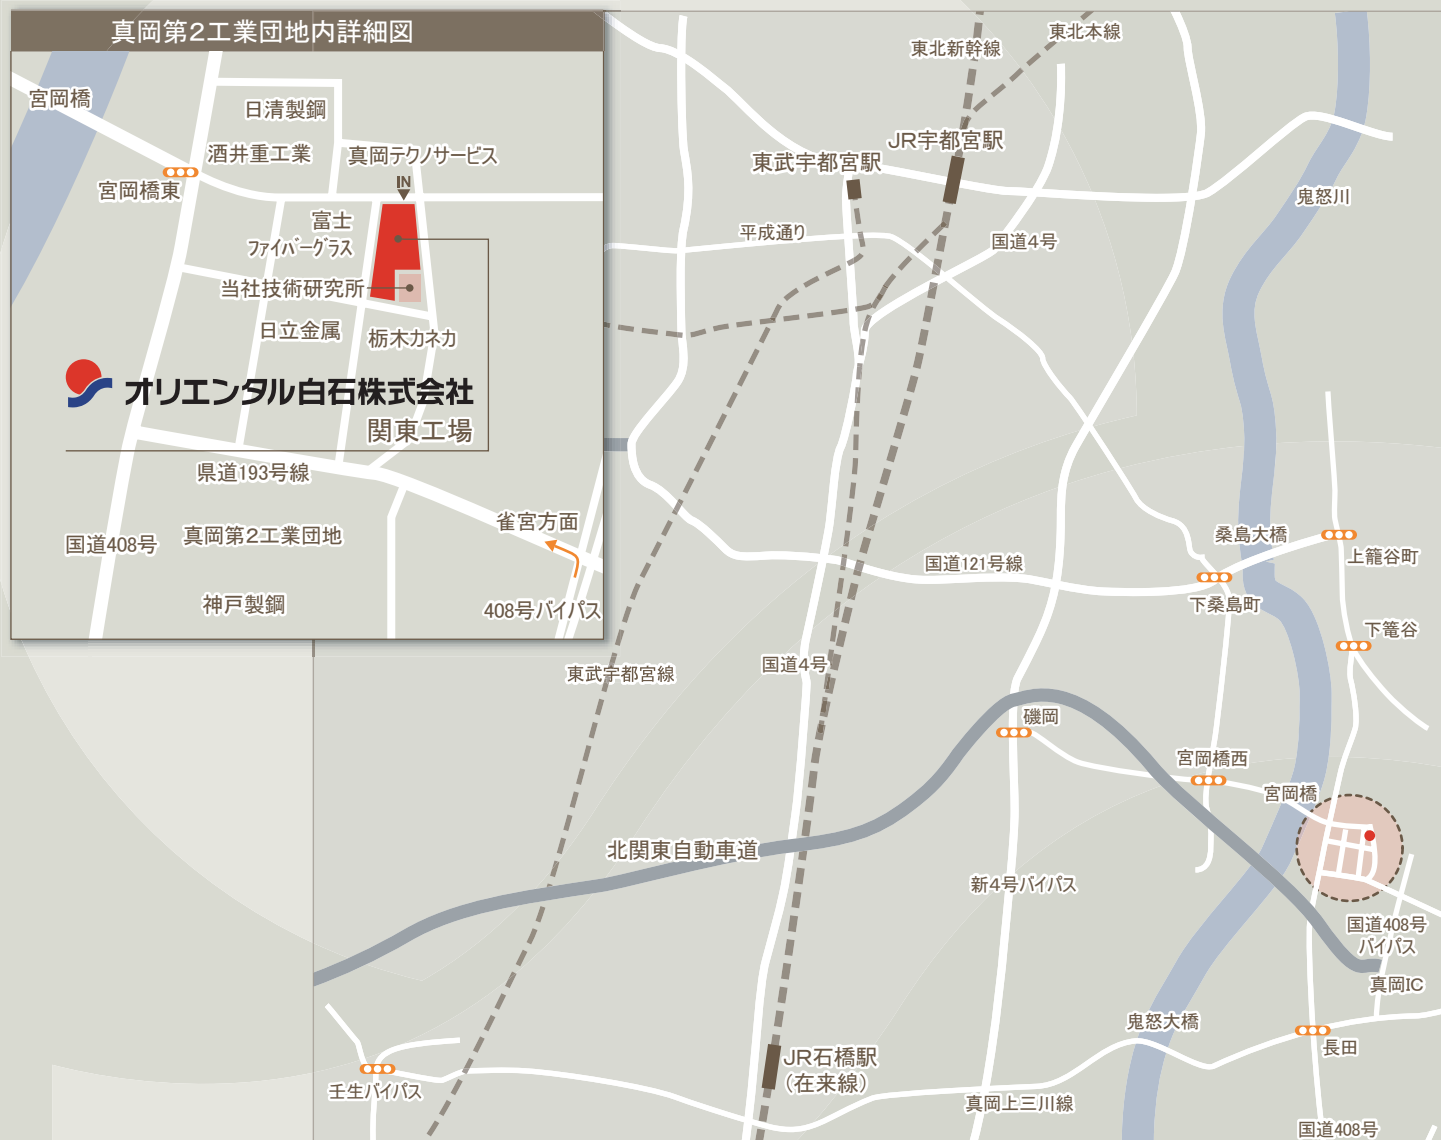 真岡第2工業団地内詳細図
宮岡橋
日清製鋼
酒井重工業
真岡テクノサービス
宮岡橋東
IN
富士
ファイバーグラス
当社技術研究所
日立金属
栃木カネカ
オリエンタル白石株式会社
関東工場
県道193号線
雀宮方面
国道408号
真岡第2工業団地
神戸製鋼
408号バイパス
東北新幹線
東北本線
JR宇都宮駅
東武宇都宮駅
鬼怒川
平成通り
国道4号
桑島大橋
上籠谷町
国道121号線
下桑島町
下篭谷
国道4号
東武宇都宮線
磯岡
宮岡橋西
宮岡橋
北関東自動車道
新4号バイパス
国道408号
バイパス
真岡IC
鬼怒大橋
長田
JR石橋駅
(在来線)
壬生バイパス
真岡上三川線
国道408号